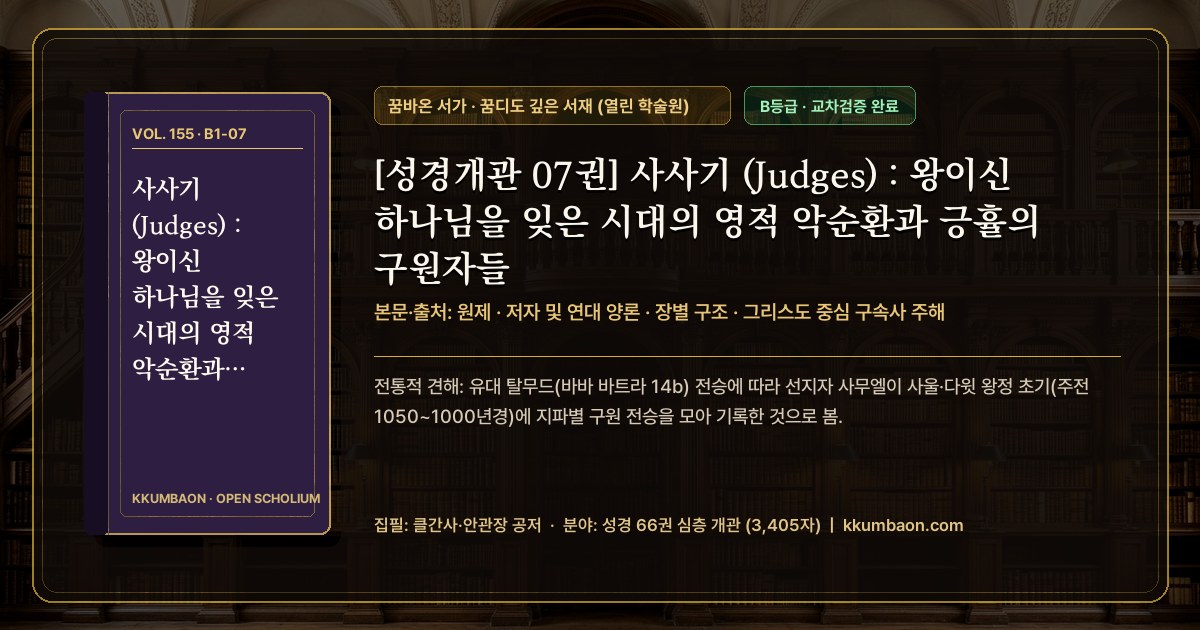 VOL. 155 · B1-07
사사기
(Judges) :
왕이신
하나님을 잊은
시대의 영적
악순환과…
KKUMBAON · OPEN SCHOLIUM
꿈바온 서가 · 꿈디도 깊은 서재 (열린 학술원)
B등급 · 교차검증 완료
[성경개관 07권] 사사기 (Judges) : 왕이신
하나님을 잊은 시대의 영적 악순환과 긍휼의
구원자들
본문·출처: 원제 · 저자 및 연대 양론 · 장별 구조 · 그리스도 중심 구속사 주해
전통적 견해: 유대 탈무드(바바 바트라 14b) 전승에 따라 선지자 사무엘이 사울·다윗 왕정 초기(주전
1050~1000년경)에 지파별 구원 전승을 모아 기록한 것으로 봄.
집필: 클간사·안관장 공저 · 분야: 성경 66권 심층 개관 (3,405자) | kkumbaon.com